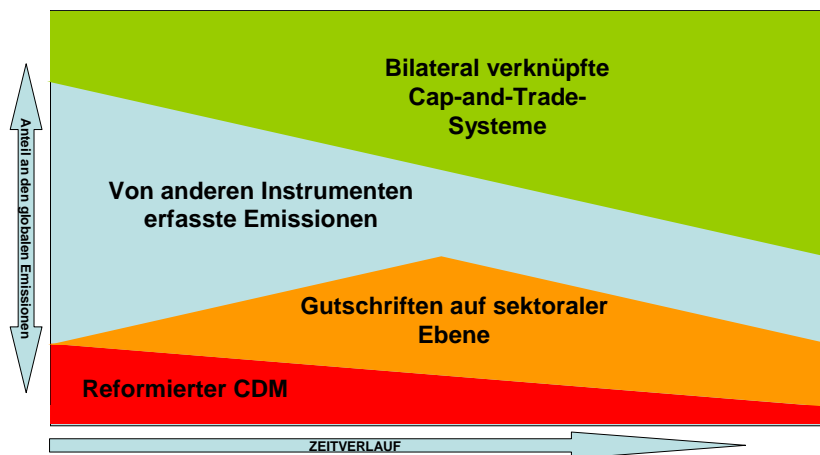 Bilateral verknüpfte
Cap-and-Trade-
Systeme
Anteil an den globalen Emissionen
Von anderen Instrumenten
erfasste Emissionen
Gutschriften auf sektoraler
Ebene
Reformierter CDM
ZEITVERLAUF